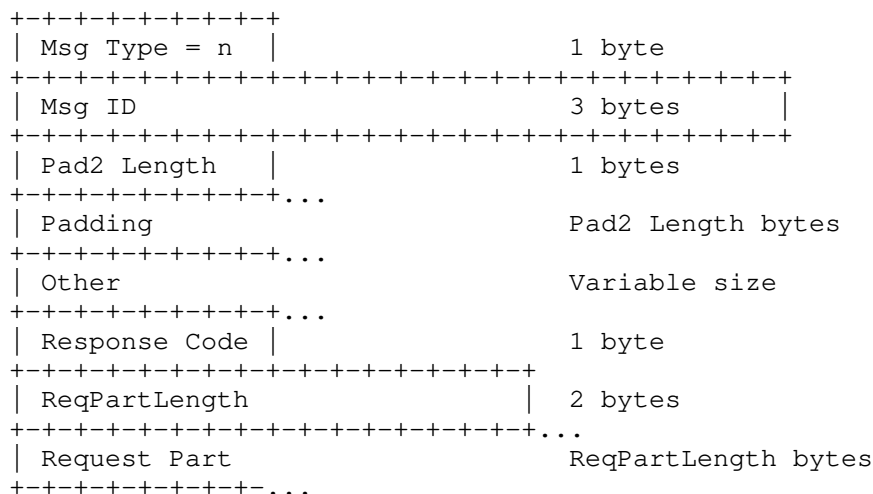 +-+-+-+-+-+-+-+-+
| Msg Type = n  |                  1 byte
+-+-+-+-+-+-+-+-+-+-+-+-+-+-+-+-+-+-+-+-+-+-+-+-+
| Msg ID                           3 bytes      |
+-+-+-+-+-+-+-+-+-+-+-+-+-+-+-+-+-+-+-+-+-+-+-+-+
| Pad2 Length   |                  1 bytes
+-+-+-+-+-+-+-+-+...
| Padding                          Pad2 Length bytes
+-+-+-+-+-+-+-+-+...
| Other                            Variable size
+-+-+-+-+-+-+-+-+...
| Response Code |                  1 byte
+-+-+-+-+-+-+-+-+-+-+-+-+-+-+-+-+
| ReqPartLength                 |  2 bytes
+-+-+-+-+-+-+-+-+-+-+-+-+-+-+-+-+...
| Request Part                     ReqPartLength bytes
+-+-+-+-+-+-+-+-...